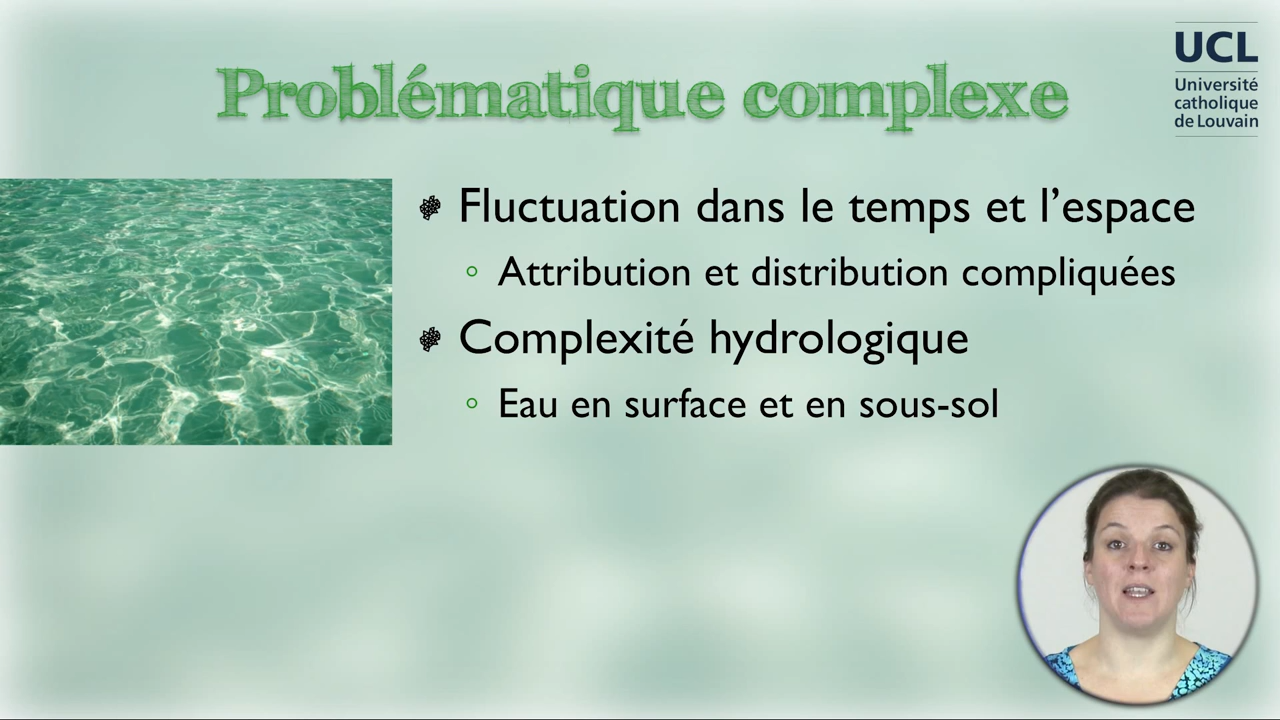 Problématique complexe
UCL
Université
catholique
de Louvain
Fluctuation dans le temps et l’espace
Attribution et distribution compliquées
Complexité hydrologique
Eau en surface et en sous-sol